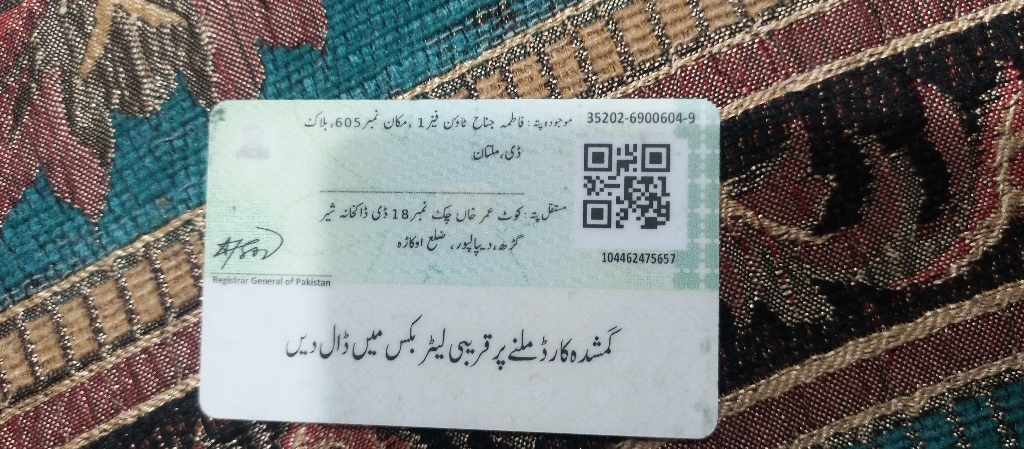 35202-6900604-9
موجودہ پتہ : فاطمہ جناح ٹاون فیز 1 ،مکان نمبر 605، بلاک
ڈی، ملتان
مستقل پتہ : کوٹ عمر خاں چک نمبر 18 ڈی ڈاکخانہ شیر
گڑھ، دیپالپور، ضلع اوکاڑہ
104462475657
Registrar General of Pakistan
گمشدہ کارڈ ملنے پر قریبی لیٹر بکس میں ڈال دیں